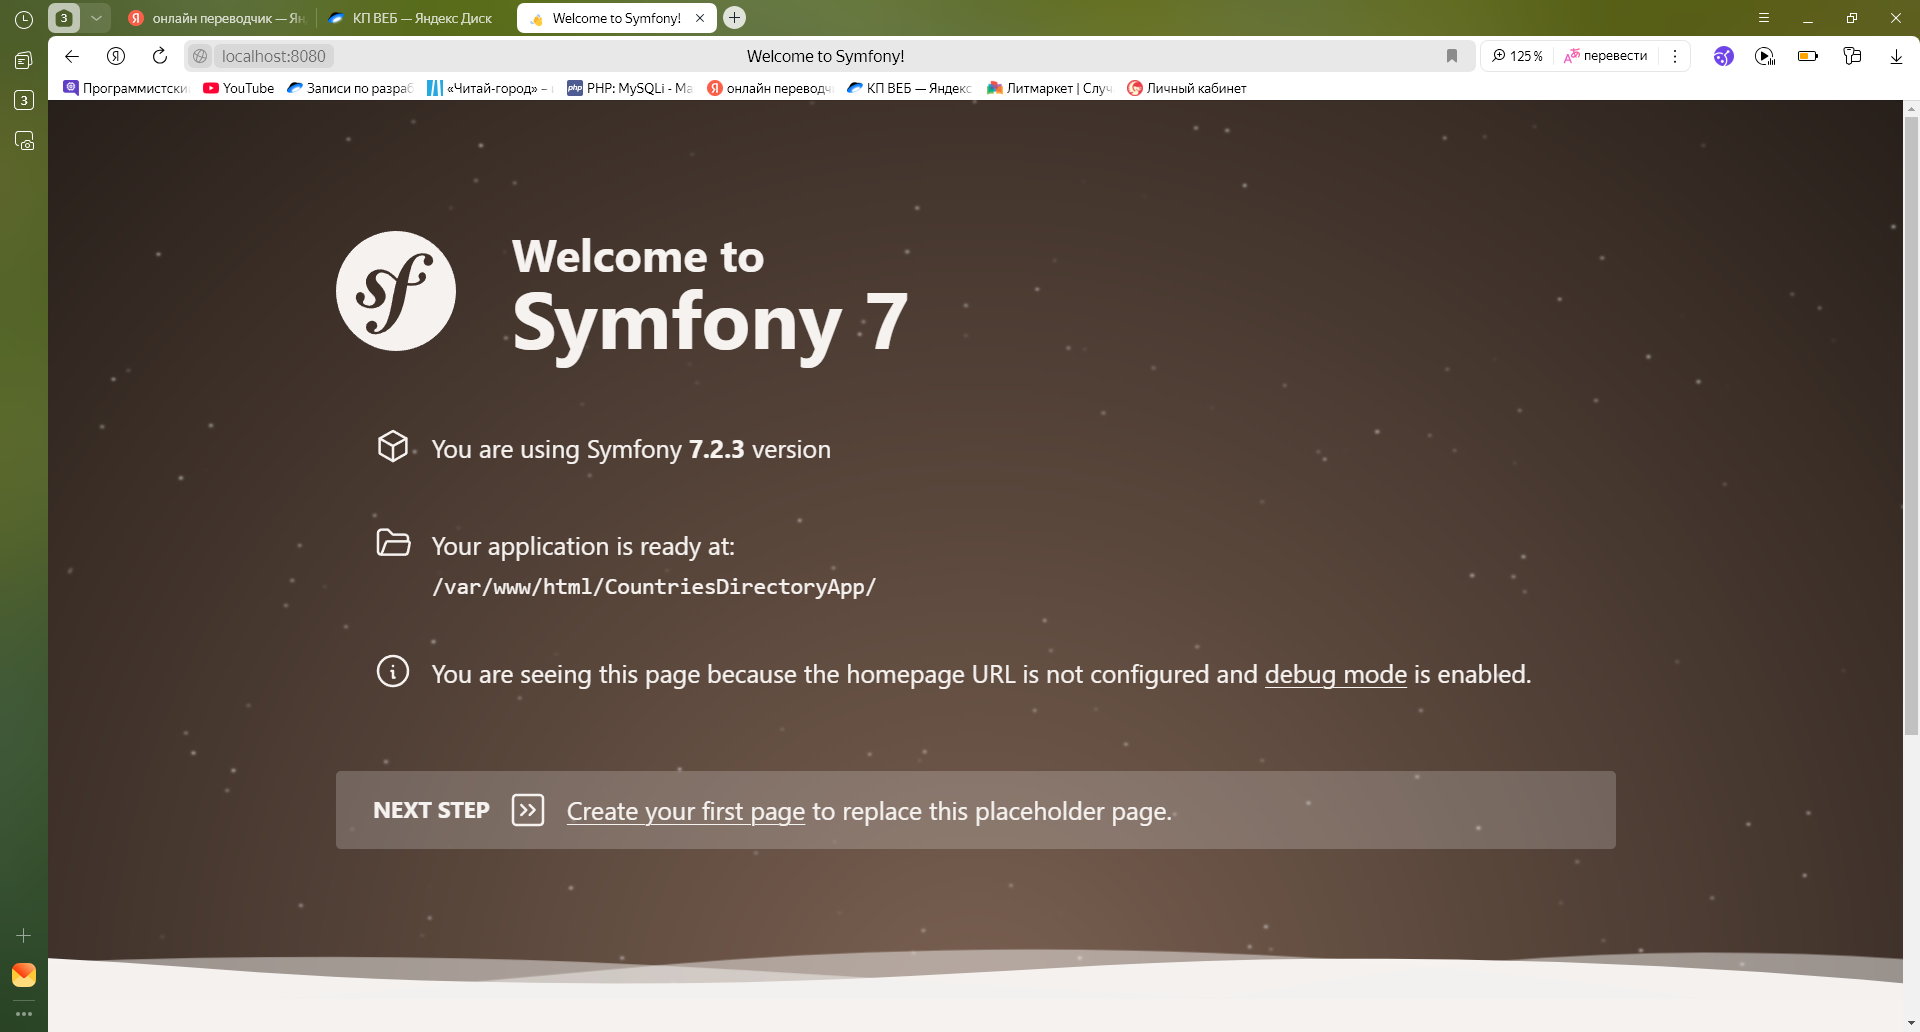 3
онлайн переводчик — Ян
КП ВЕБ — Яндекс Диск
Welcome to Symfony!
localhost:8080
Welcome to Symfony!
125 %
перевести
Программистски
YouTube
Записи по разраб
«Читай-город» –
php
PHP: MySQLi - Ma
онлайн переводч
КП ВЕБ — Яндекс
Литмаркет | Случ
Личный кабинет
3
sf
Welcome to
Symfony 7
You are using Symfony 7.2.3 version
Your application is ready at:
/var/www/html/CountriesDirectoryApp/
You are seeing this page because the homepage URL is not configured and debug mode is enabled.
NEXT STEP
Create your first page to replace this placeholder page.